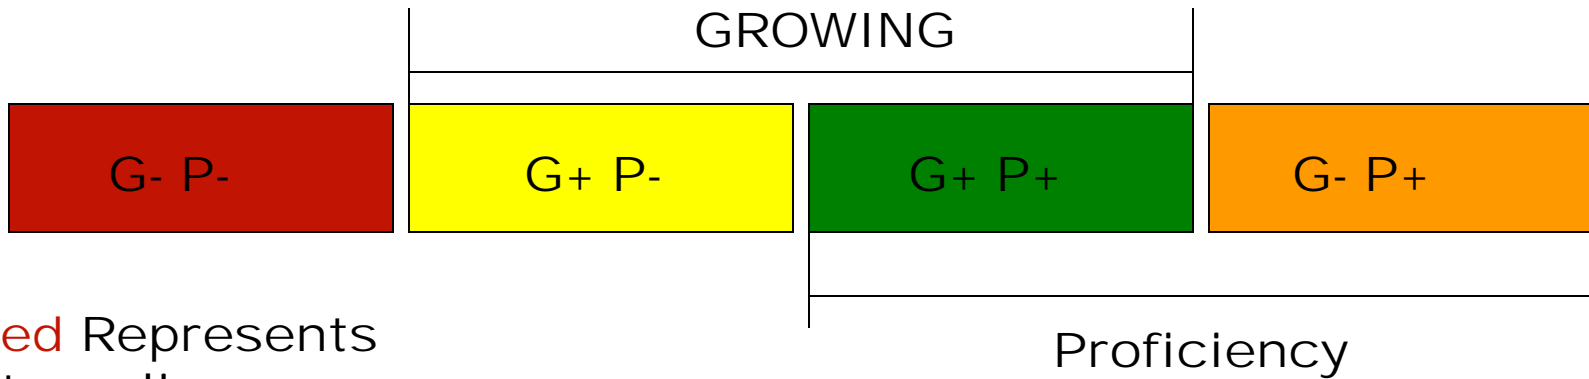 GROWING
G- P-
G+ P-
G+ P+
G- P+
ed Represents
Proficiency